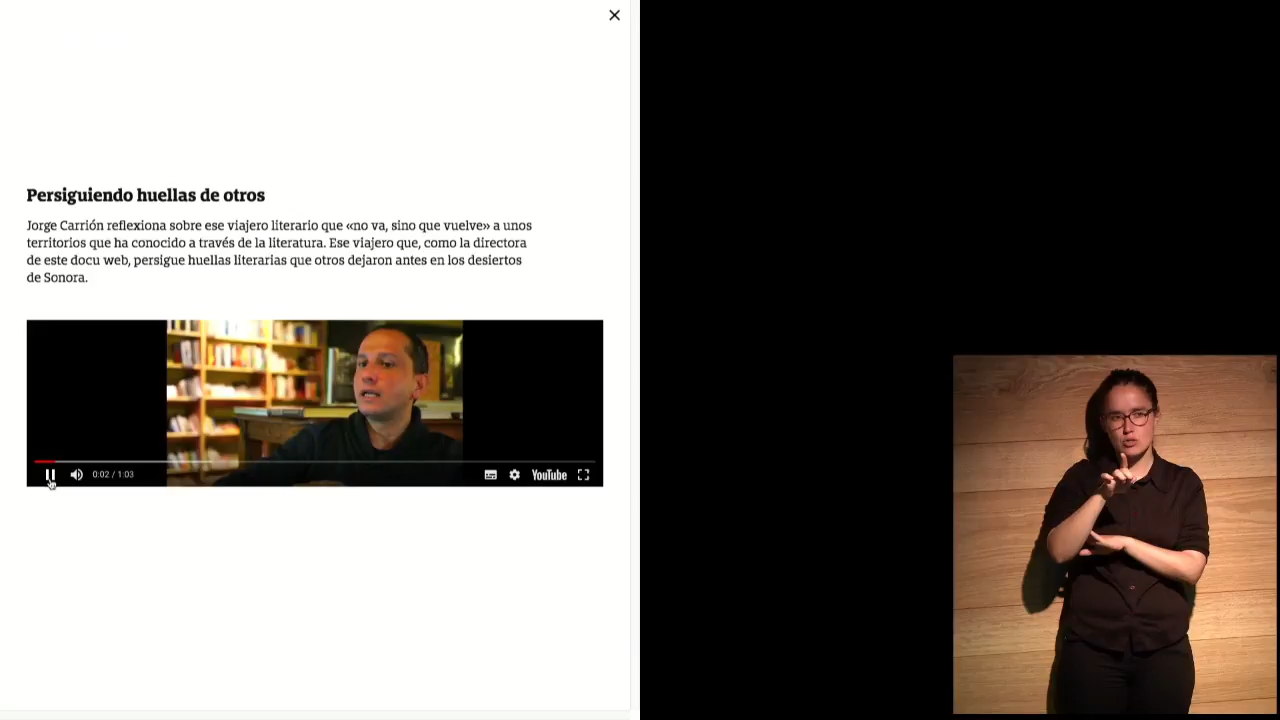 Persiguiendo huellas de otros
Jorge Carrión reflexiona sobre ese viajero literario que «no va, sino que vuelve» a unos
territorios que ha conocido a través de la literatura. Ese viajero que, como la directora
de este docu web, persigue huellas literarias que otros dejaron antes en los desiertos
de Sonora.
0:02 / 1:03
YouTube